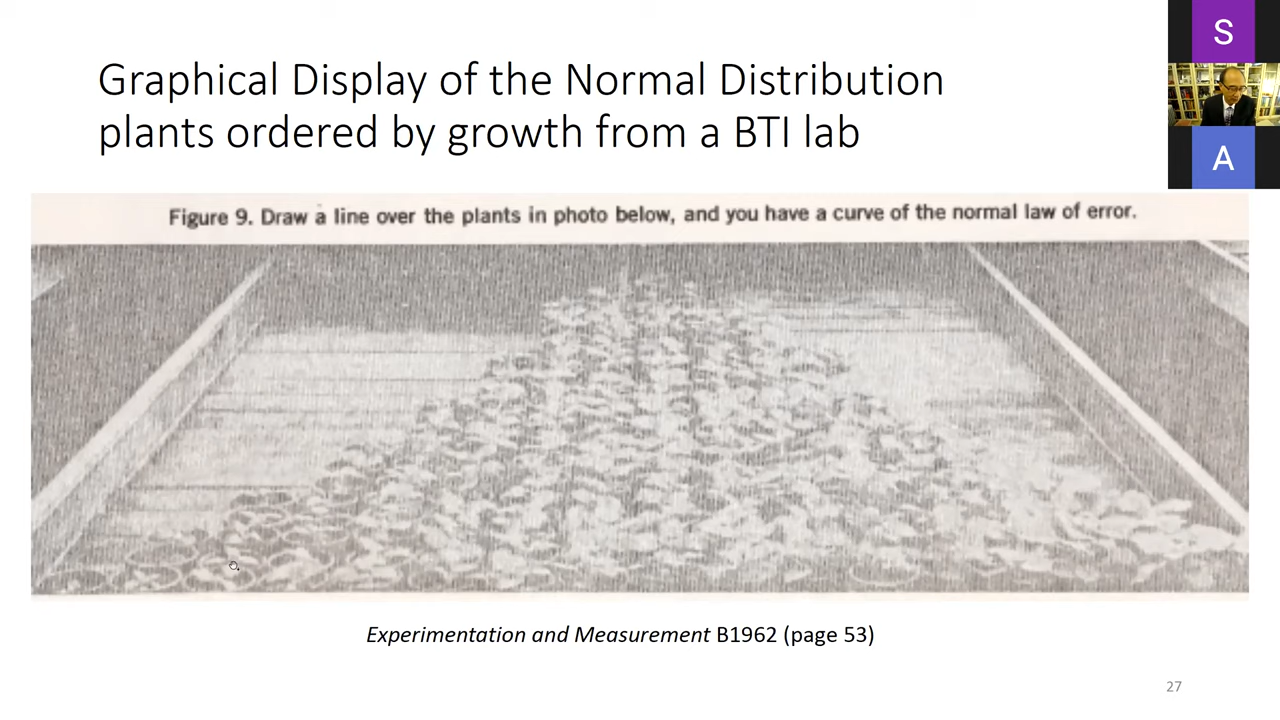 Graphical Display of the Normal Distribution
plants ordered by growth from a BTI lab
S
A
Figure 9. Draw a line over the plants in photo below, and you have a curve of the normal law of error.
Experimentation and Measurement B1962 (page 53)
27